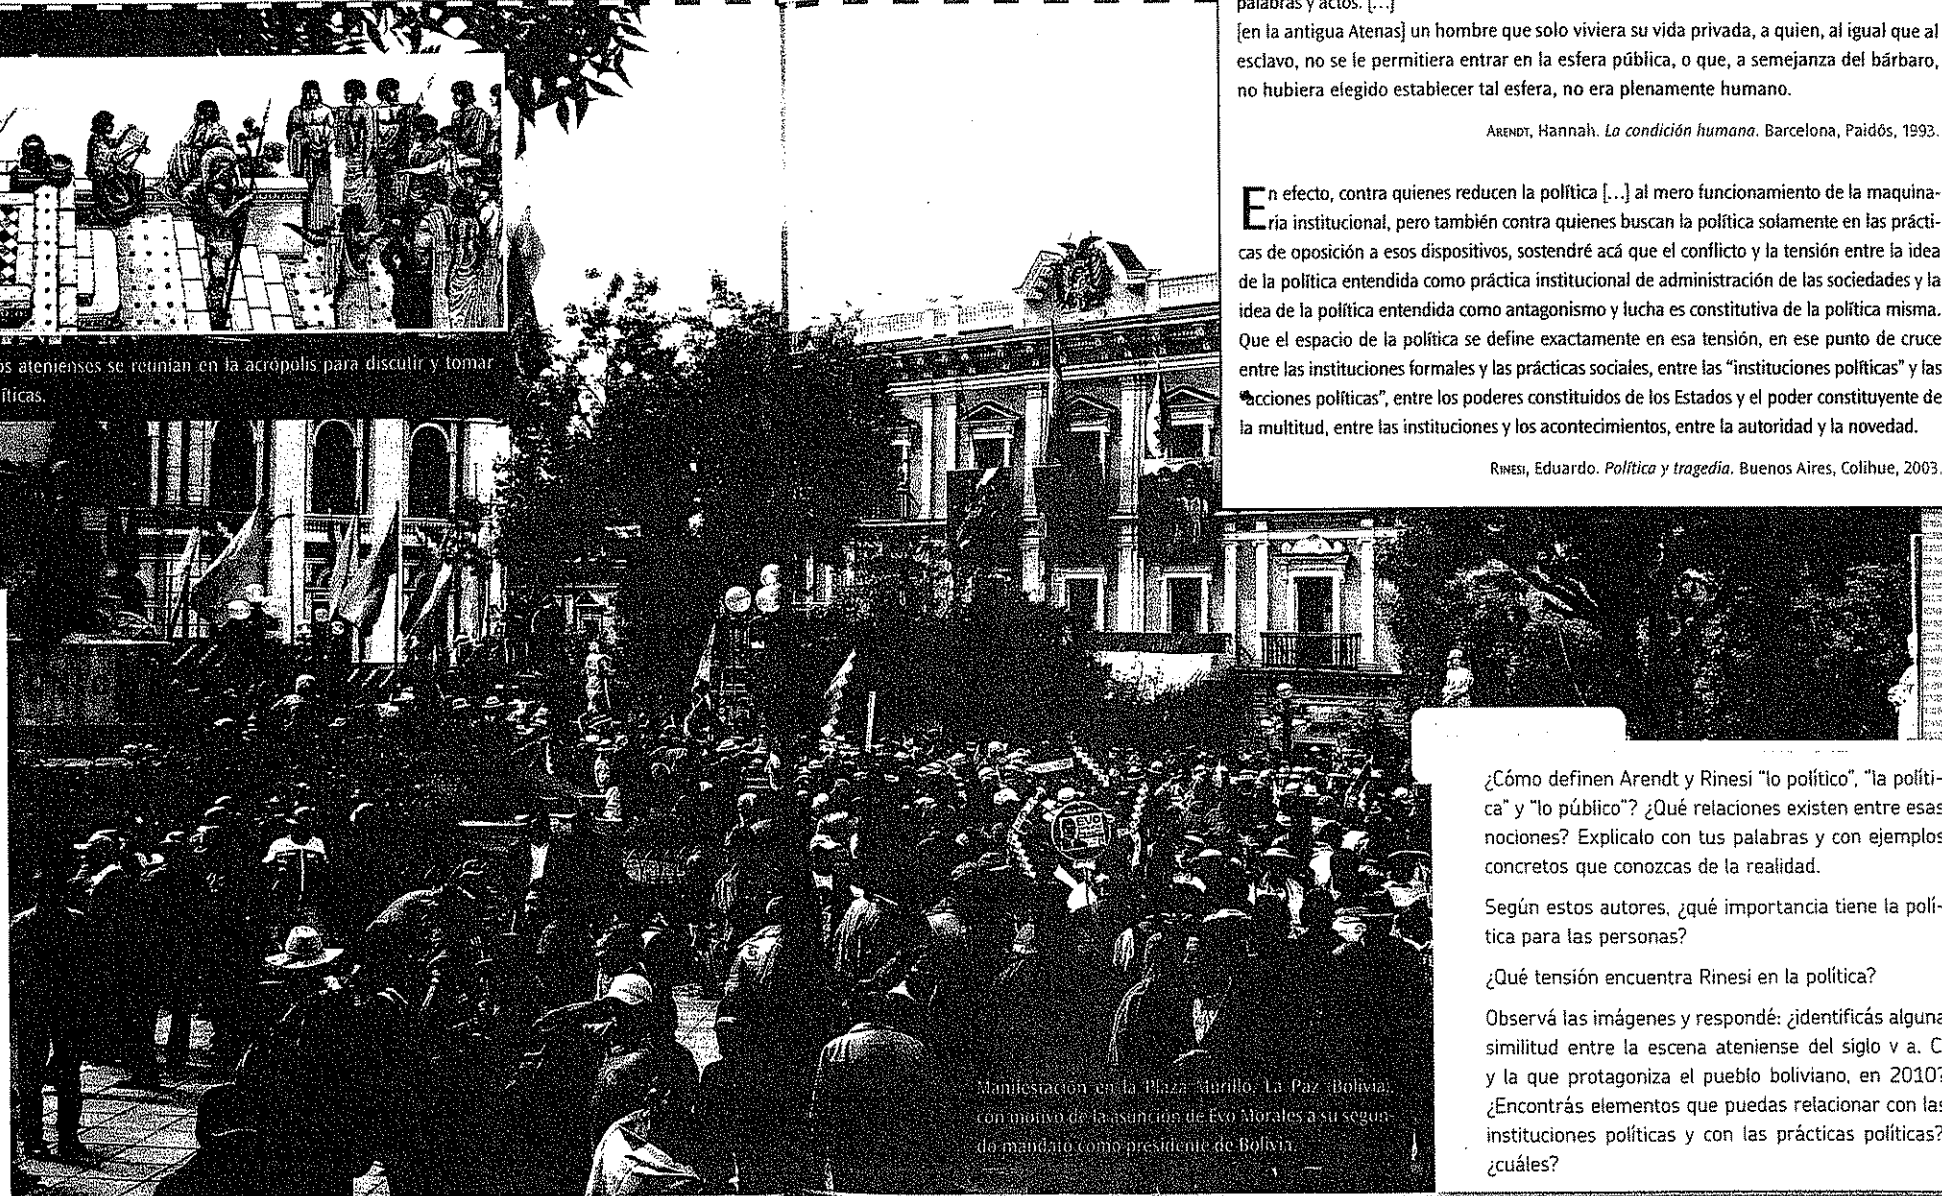 palabras y actos. […]
[en la antigua Atenas] un hombre que solo viviera su vida privada, a quien, al igual que al
esclavo, no se le permitiera entrar en la esfera pública, o que, a semejanza del bárbaro,
no hubiera elegido establecer tal esfera, no era plenamente humano.
ARENDT, Hannah. La condición humana. Barcelona, Paidós, 1993.
En efecto, contra quienes reducen la política […] al mero funcionamiento de la maquina-
ria institucional, pero también contra quienes buscan la política solamente en las prácti-
cas de oposición a esos dispositivos, sostendré acá que el conflicto y la tensión entre la idea
de la política entendida como práctica institucional de administración de las sociedades y la
idea de la política entendida como antagonismo y lucha es constitutiva de la política misma.
Que el espacio de la política se define exactamente en esa tensión, en ese punto de cruce
entre las instituciones formales y las prácticas sociales, entre las "instituciones políticas" y las
"acciones políticas", entre los poderes constituidos de los Estados y el poder constituyente de
la multitud, entre las instituciones y los acontecimientos, entre la autoridad y la novedad.
RINESI, Eduardo. Política y tragedia. Buenos Aires, Colihue, 2003.
os atenienses se reunían en la acrópolis para discutir y tomar
íticas.
EVO
¿Cómo definen Arendt y Rinesi "lo político", "la políti-
ca" y "lo público"? ¿Qué relaciones existen entre esas
nociones? Explicalo con tus palabras y con ejemplos
concretos que conozcas de la realidad.
Según estos autores, ¿qué importancia tiene la polí-
tica para las personas?
¿Qué tensión encuentra Rinesi en la política?
Observá las imágenes y respondé: ¿identificás alguna
similitud entre la escena ateniense del siglo v a. C
y la que protagoniza el pueblo boliviano, en 2010?
¿Encontrás elementos que puedas relacionar con las
instituciones políticas y con las prácticas políticas?
¿cuáles?
Manifestación en la Plaza Murillo, La Paz, Bolivia,
con motivo de la asunción de Evo Morales a su segun-
do mandato como presidente de Bolivia.